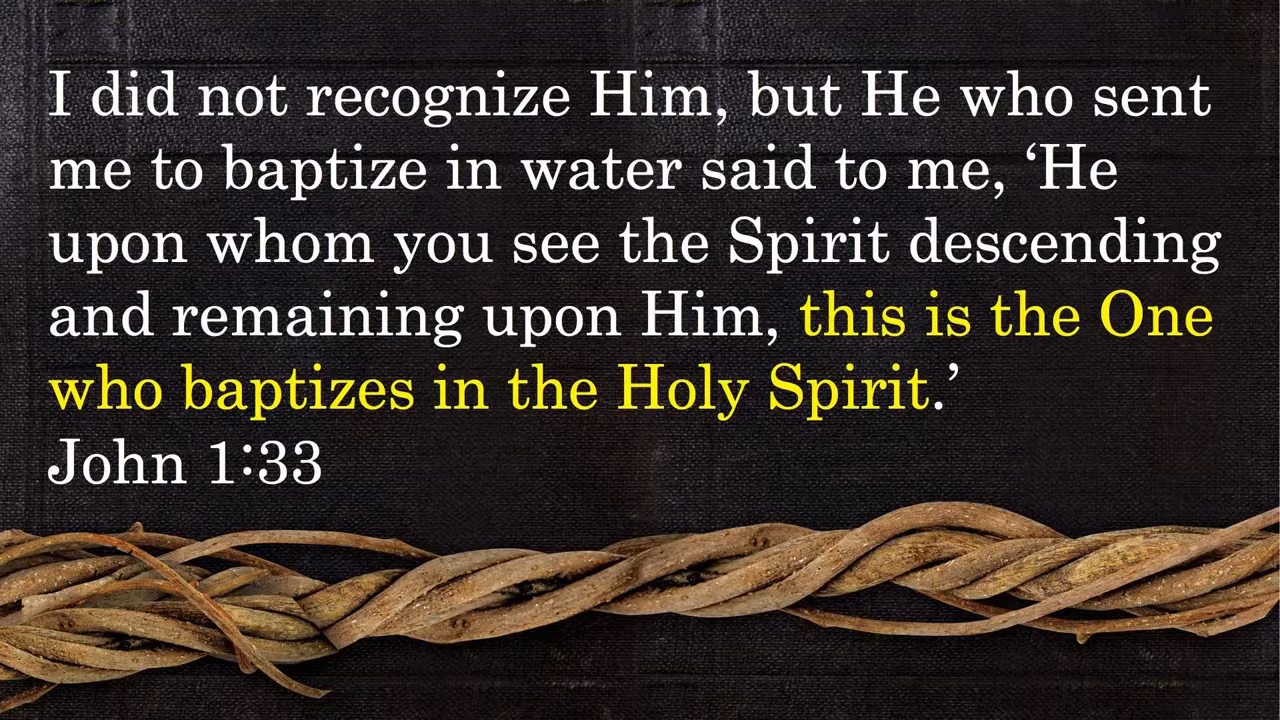 I did not recognize Him, but He who sent
me to baptize in water said to me, ‘He
upon whom you see the Spirit descending
and remaining upon Him, this is the One
who baptizes in the Holy Spirit.’
John 1:33